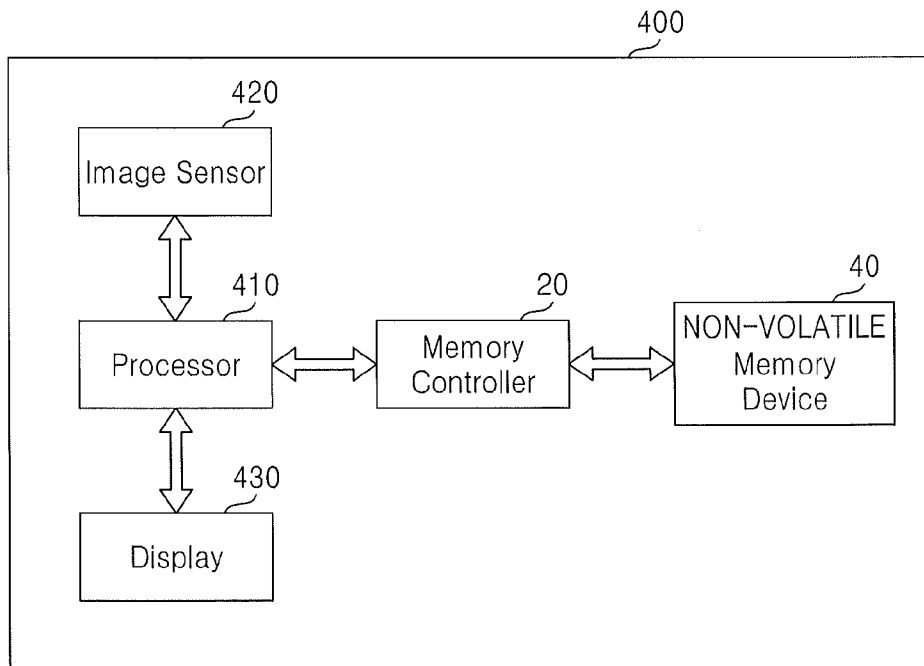 400
420
Image Sensor
410
Processor
20
Memory
Controller
40
NON-VOLATILE
Memory
Device
430
Display